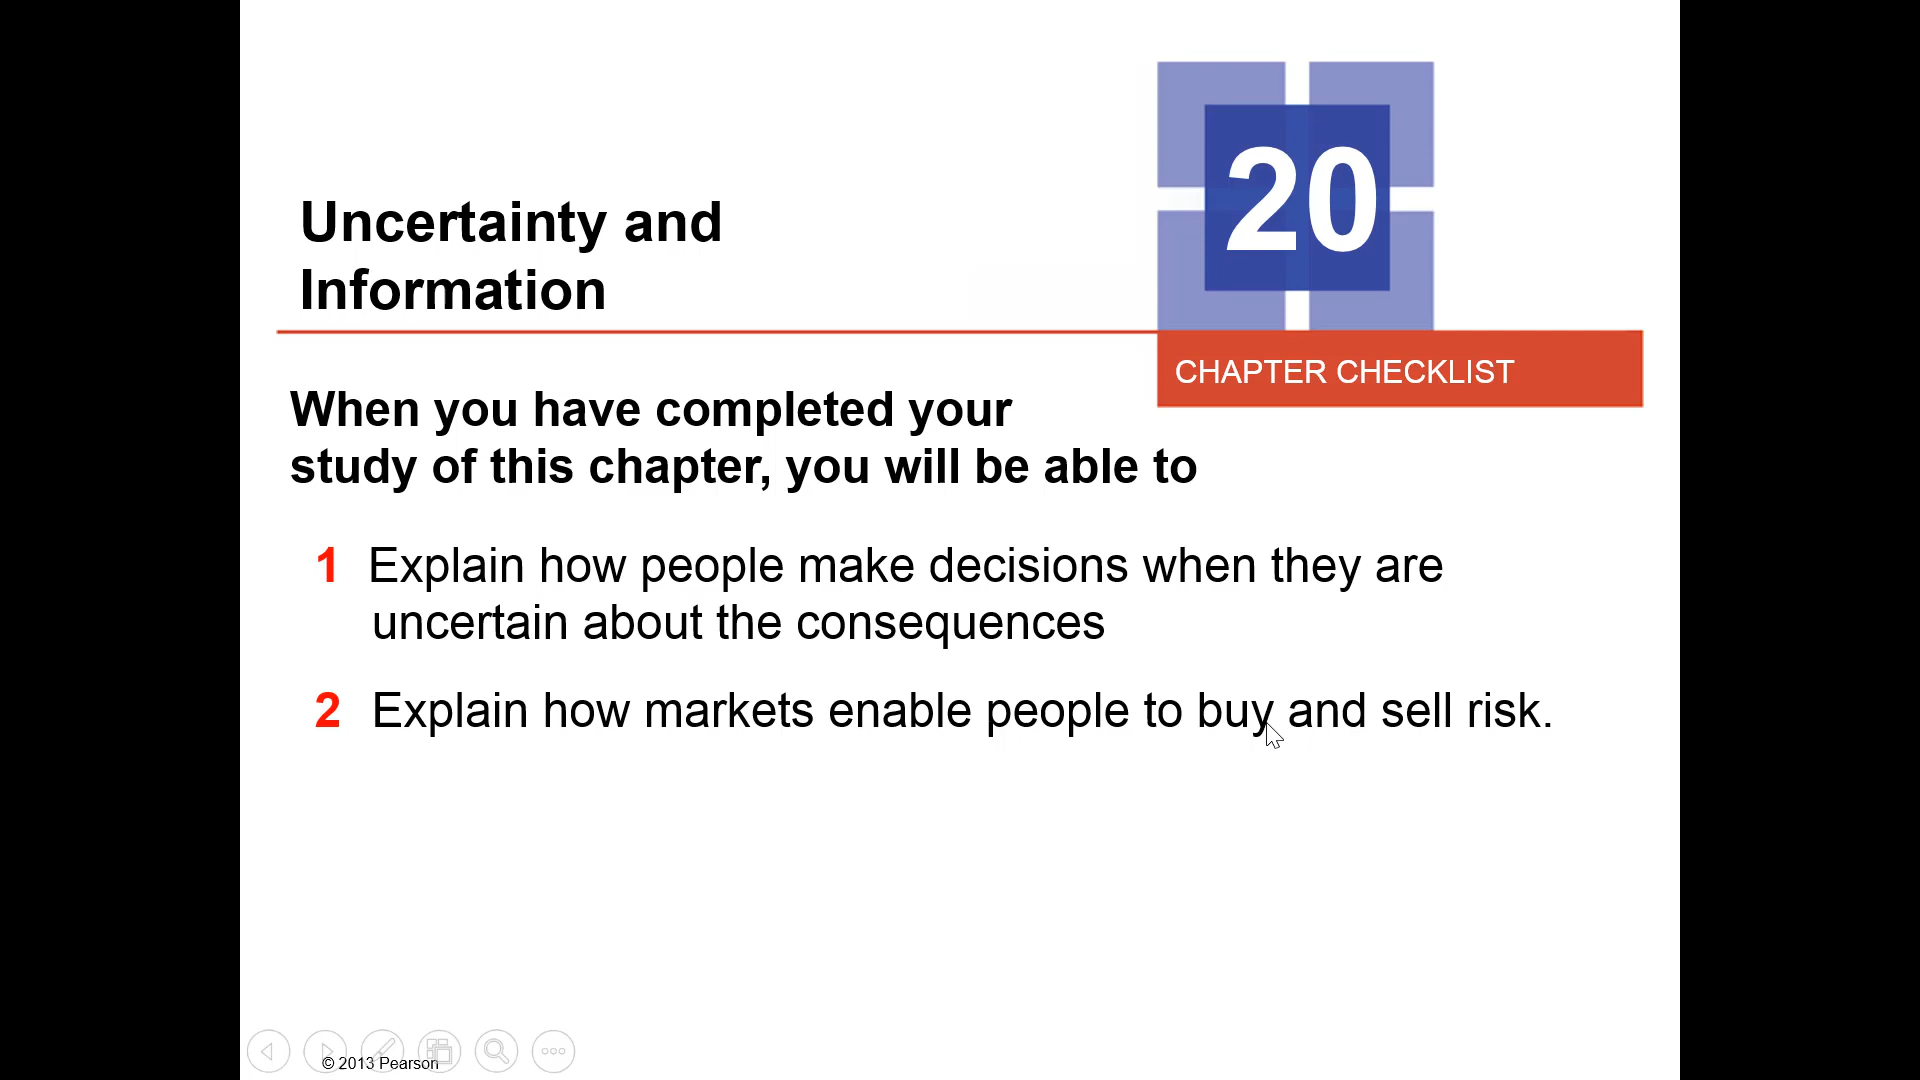 20
Uncertainty and
Information
CHAPTER CHECKLIST
When you have completed your
study of this chapter, you will be able to
1 Explain how people make decisions when they are
uncertain about the consequences
2 Explain how markets enable people to buy and sell risk.
© 2013 Pearson